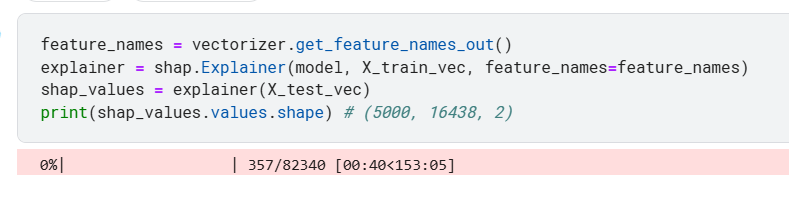 feature_names = vectorizer.get_feature_names_out()
explainer = shap.Explainer(model, X_train_vec, feature_names=feature_names)
shap_values = explainer(X_test_vec)
print(shap_values.values.shape) # (5000, 16438, 2)
0%| | 357/82340 [00:40<153:05]